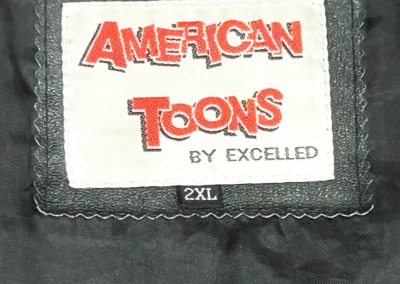 AMERICAN
TOONS
BY EXCELLED
2XL